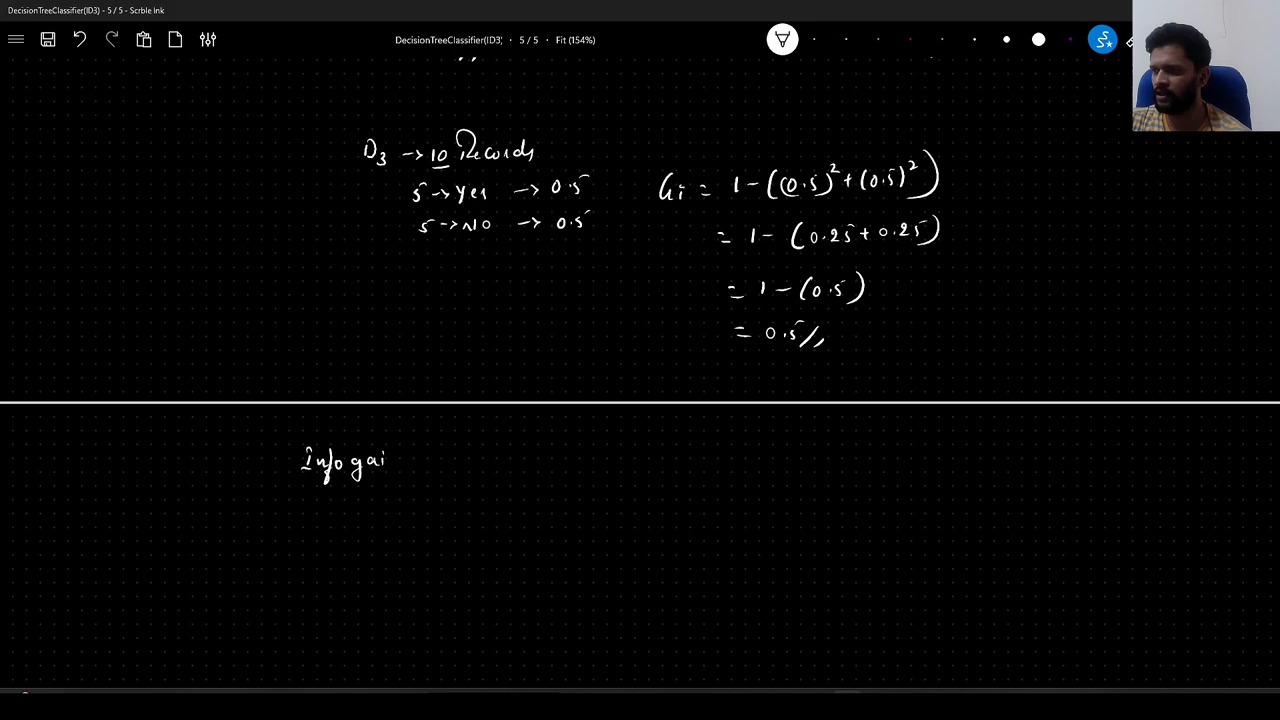 DecisionTreeClassifier(ID3) - 5 / 5 - Scrble Ink
DecisionTreeClassifier(ID3) • 5 / 5 • Fit (154%)
D3 → 10 Records
5 → Yes → 0.5
5 → NO → 0.5
Gi = 1 - ((0.5)² + (0.5)²)
= 1 - (0.25 + 0.25)
= 1 - (0.5)
= 0.5//
Info gai